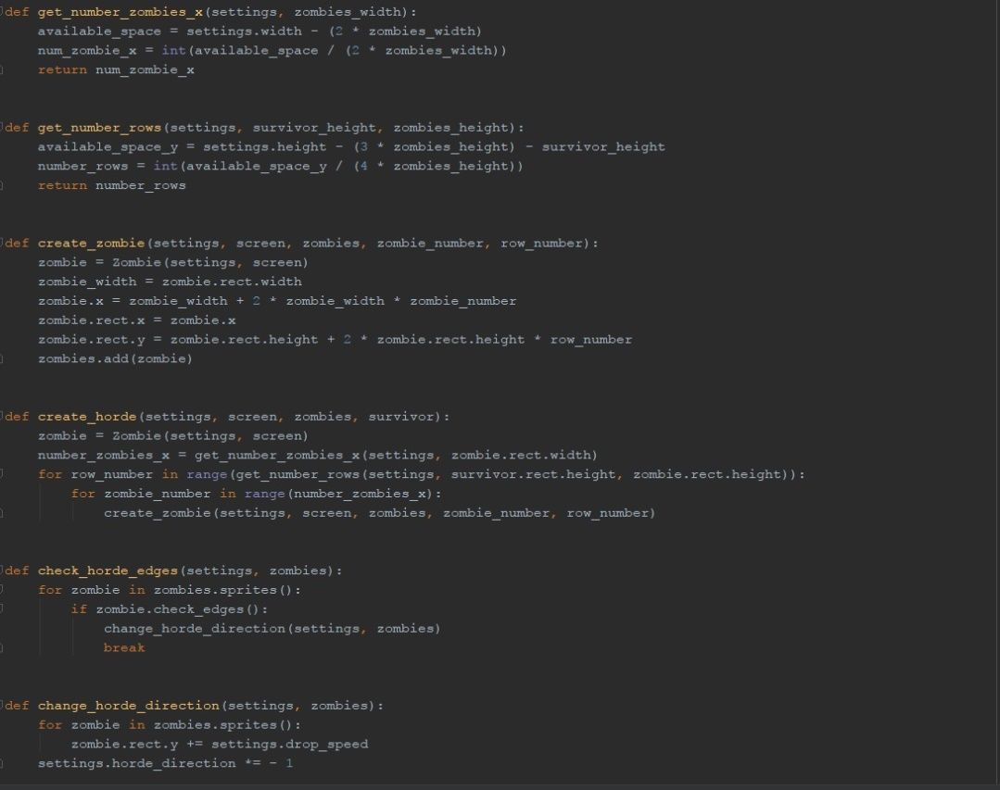 def get_number_zombies_x(settings, zombies_width):
    available_space = settings.width - (2 * zombies_width)
    num_zombie_x = int(available_space / (2 * zombies_width))
    return num_zombie_x
def get_number_rows(settings, survivor_height, zombies_height):
    available_space_y = settings.height - (3 * zombies_height) - survivor_height
    number_rows = int(available_space_y / (4 * zombies_height))
    return number_rows
def create_zombie(settings, screen, zombies, zombie_number, row_number):
    zombie = Zombie(settings, screen)
    zombie_width = zombie.rect.width
    zombie.x = zombie_width + 2 * zombie_width * zombie_number
    zombie.rect.x = zombie.x
    zombie.rect.y = zombie.rect.height + 2 * zombie.rect.height * row_number
    zombies.add(zombie)
def create_horde(settings, screen, zombies, survivor):
    zombie = Zombie(settings, screen)
    number_zombies_x = get_number_zombies_x(settings, zombie.rect.width)
    for row_number in range(get_number_rows(settings, survivor.rect.height, zombie.rect.height)):
        for zombie_number in range(number_zombies_x):
            create_zombie(settings, screen, zombies, zombie_number, row_number)
def check_horde_edges(settings, zombies):
    for zombie in zombies.sprites():
        if zombie.check_edges():
            change_horde_direction(settings, zombies)
            break
def change_horde_direction(settings, zombies):
    for zombie in zombies.sprites():
        zombie.rect.y += settings.drop_speed
    settings.horde_direction *= - 1